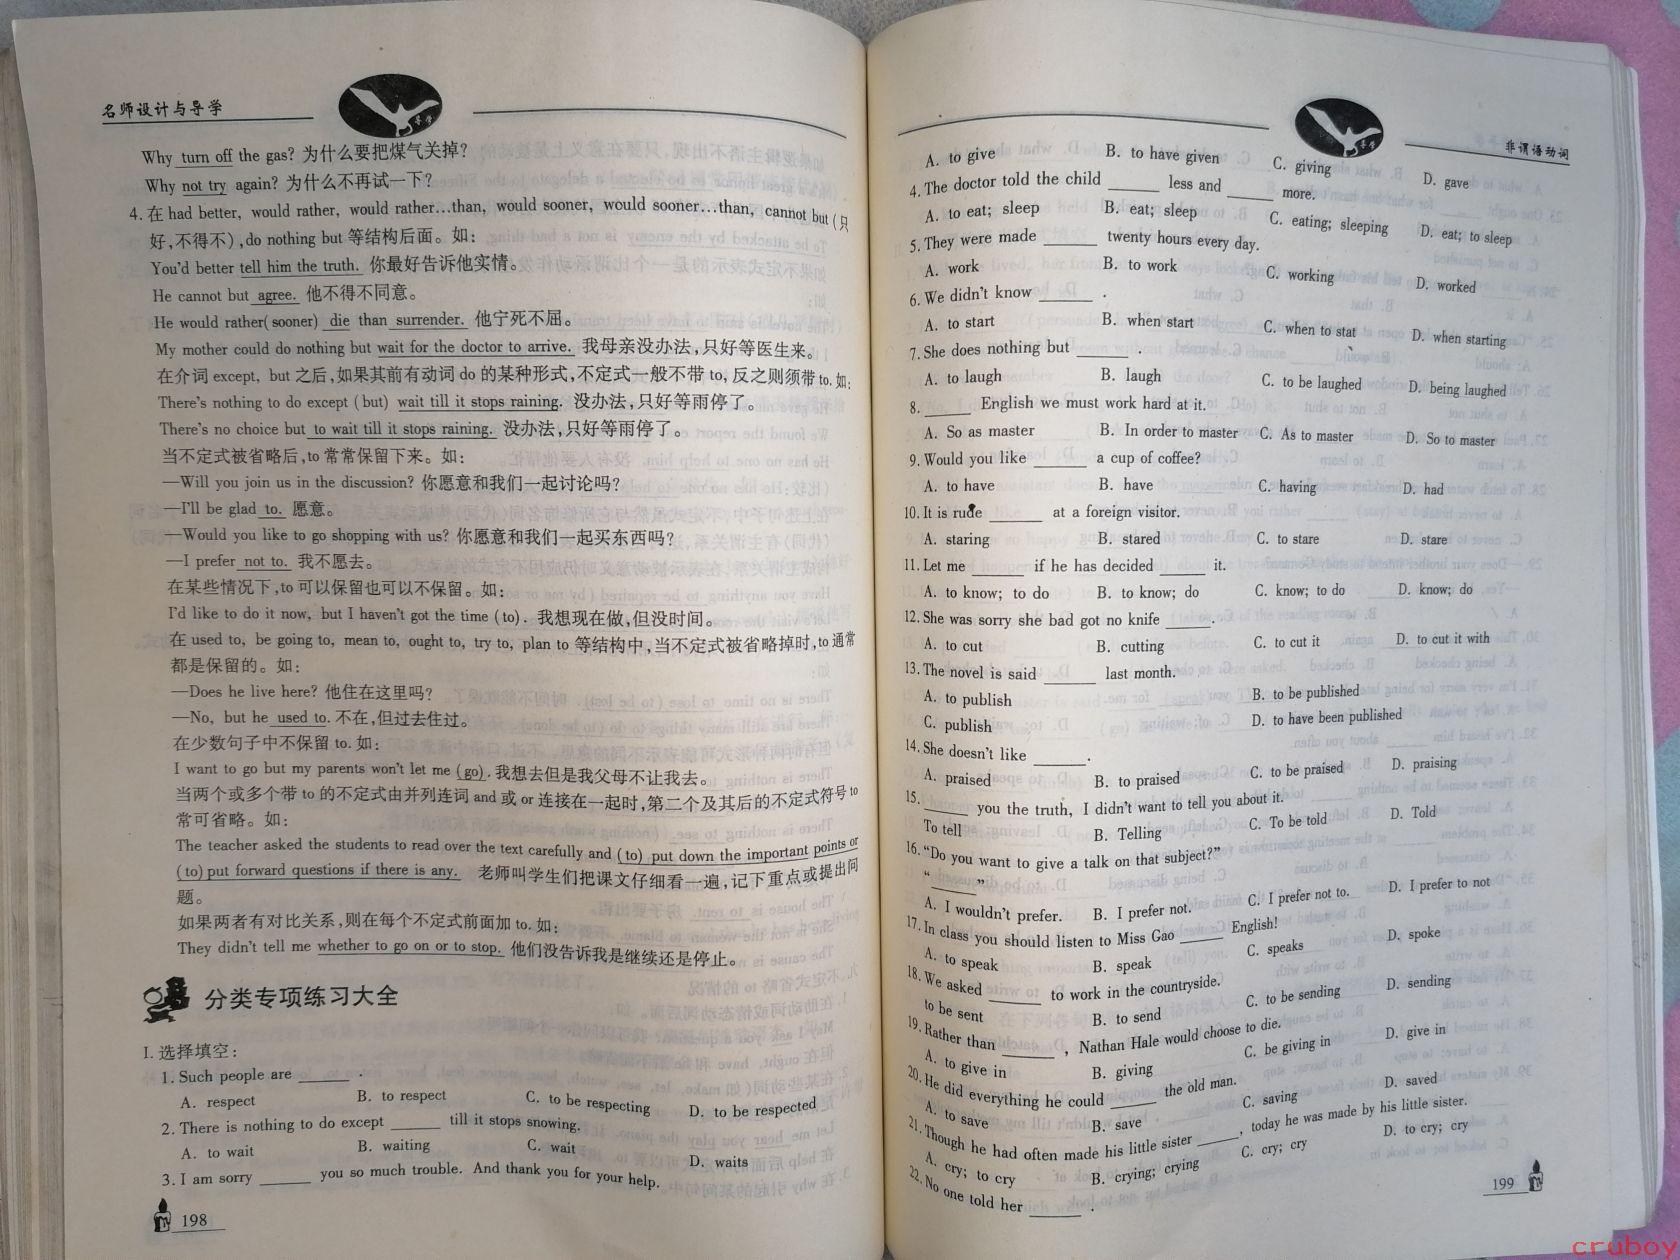 名师设计与导学
导学
Why turn off the gas? 为什么要把煤气关掉?
Why not try again? 为什么不再试一下?
4. 在 had better, would rather, would rather…than, would sooner, would sooner…than, cannot but (只
好,不得不),do nothing but 等结构后面。如:
You'd better tell him the truth. 你最好告诉他实情。
He cannot but agree. 他不得不同意。
He would rather(sooner) die than surrender. 他宁死不屈。
My mother could do nothing but wait for the doctor to arrive. 我母亲没办法,只好等医生来。
在介词 except, but 之后,如果其前有动词 do 的某种形式,不定式一般不带 to, 反之则须带 to. 如:
There's nothing to do except (but) wait till it stops raining. 没办法,只好等雨停了。
There's no choice but to wait till it stops raining. 没办法,只好等雨停了。
当不定式被省略后,to 常常保留下来。如:
—Will you join us in the discussion? 你愿意和我们一起讨论吗?
—I'll be glad to. 愿意。
—Would you like to go shopping with us? 你愿意和我们一起买东西吗?
—I prefer not to. 我不愿去。
在某些情况下,to 可以保留也可以不保留。如:
I'd like to do it now, but I haven't got the time (to). 我想现在做,但没时间。
在 used to, be going to, mean to, ought to, try to, plan to 等结构中,当不定式被省略掉时,to 通常
都是保留的。如:
—Does he live here? 他住在这里吗?
—No, but he used to. 不在,但过去住过。
在少数句子中不保留 to. 如:
I want to go but my parents won't let me (go). 我想去但是我父母不让我去。
当两个或多个带 to 的不定式由并列连词 and 或 or 连接在一起时,第二个及其后的不定式符号 to
常可省略。如:
The teacher asked the students to read over the text carefully and (to) put down the important points or
(to) put forward questions if there is any. 老师叫学生们把课文仔细看一遍,记下重点或提出问
题。
如果两者有对比关系,则在每个不定式前面加 to. 如:
They didn't tell me whether to go on or to stop. 他们没告诉我是继续还是停止。
分类专项练习大全
I. 选择填空:
1. Such people are ______ .
A. respect B. to respect C. to be respecting D. to be respected
2. There is nothing to do except ______ till it stops snowing.
A. to wait B. waiting C. wait D. waits
3. I am sorry ______ you so much trouble. And thank you for your help.
198
导学
非谓语动词
A. to give B. to have given C. giving D. gave
4. The doctor told the child ______ less and ______ more.
A. to eat; sleep B. eat; sleep C. eating; sleeping D. eat; to sleep
5. They were made ______ twenty hours every day.
A. work B. to work C. working D. worked
6. We didn't know ______ .
A. to start B. when start C. when to stat D. when starting
7. She does nothing but ______ .
A. to laugh B. laugh C. to be laughed D. being laughed
8. ______ English we must work hard at it.
A. So as master B. In order to master C. As to master D. So to master
9. Would you like ______ a cup of coffee?
A. to have B. have C. having D. had
10. It is rude ______ at a foreign visitor.
A. staring B. stared C. to stare D. stare
11. Let me ______ if he has decided ______ it.
A. to know; to do B. to know; do C. know; to do D. know; do
12. She was sorry she bad got no knife ______ .
A. to cut B. cutting C. to cut it D. to cut it with
13. The novel is said ______ last month.
A. to publish B. to be published
C. publish D. to have been published
14. She doesn't like ______ .
A. praised B. to praised C. to be praised D. praising
15. ______ you the truth, I didn't want to tell you about it.
To tell B. Telling C. To be told D. Told
16. “Do you want to give a talk on that subject?”
“______”
A. I wouldn't prefer. B. I prefer not. C. I prefer not to. D. I prefer to not
17. In class you should listen to Miss Gao ______ English!
A. to speak B. speak C. speaks D. spoke
18. We asked ______ to work in the countryside.
to be sent B. to send C. to be sending D. sending
19. Rather than ______ , Nathan Hale would choose to die.
A. to give in B. giving C. be giving in D. give in
20. He did everything he could ______ the old man.
A. to save B. save C. saving D. saved
21. Though he had often made his little sister ______, today he was made by his little sister.
A. cry; to cry B. crying; crying C. cry; cry D. to cry; cry
22. No one told her ______ .
199
cruboy